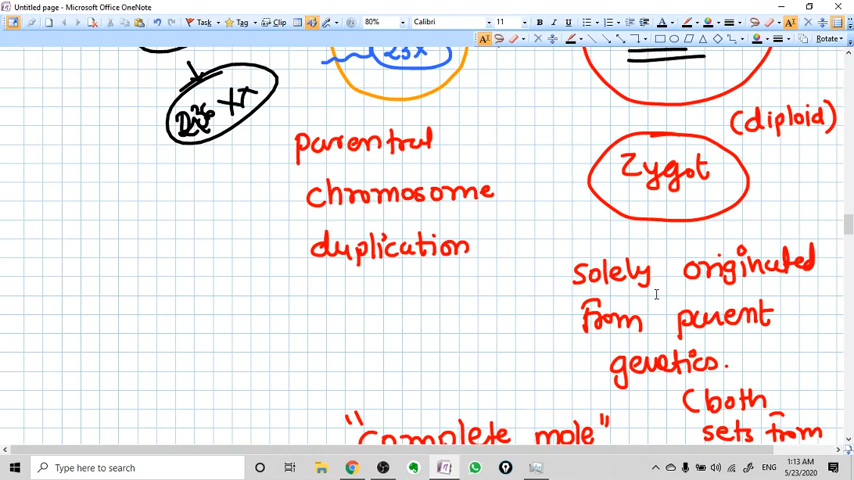 Untitled page - Microsoft Office OneNote
Task
Tag
Clip
80%
Calibri
11
B I U
Rotate
23X
XY
(diploid)
parentral
chromosome
duplication
Zygot
Solely originated
From parent
genetics.
(both
sets from
"Complete mole"
Type here to search
ENG
1:13 AM
5/23/2020